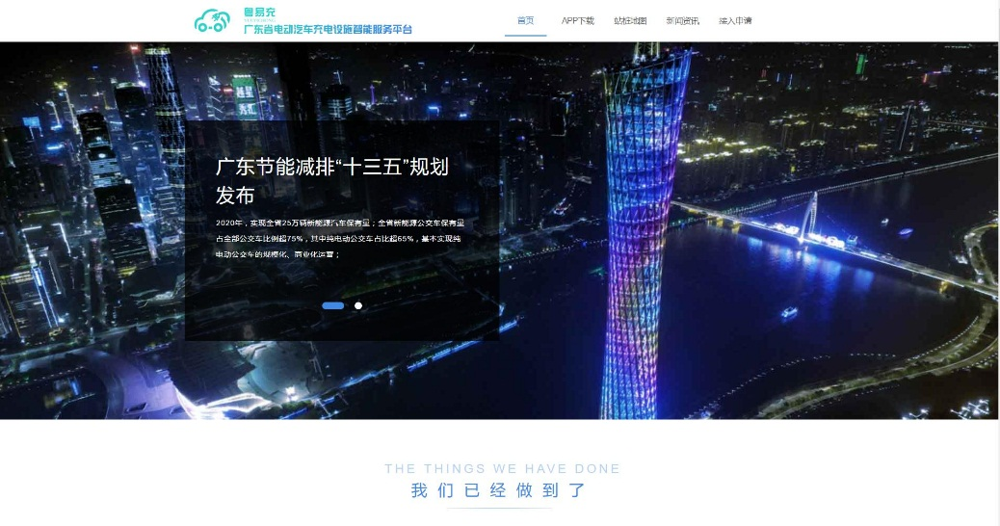 粤易充
广东省电动汽车充电设施智能服务平台
首页
APP下载
站桩地图
新闻资讯
接入申请
广东节能减排“十三五”规划
发布
2020年，实现全省25万辆新能源汽车保有量；全省新能源公交车保有量
占全部公交车比例超75%，其中纯电动公交车占比超65%，基本实现纯
电动公交车的规模化、商业化运营；
THE THINGS WE HAVE DONE
我们已经做到了